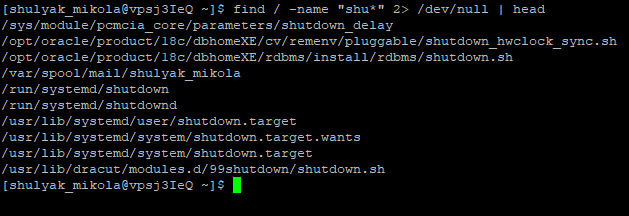 [shulyak_mikola@vpsj3IeQ ~]$ find / -name "shu*" 2> /dev/null | head
/sys/module/pcmcia_core/parameters/shutdown_delay
/opt/oracle/product/18c/dbhomeXE/cv/remenv/pluggable/shutdown_hwclock_sync.sh
/opt/oracle/product/18c/dbhomeXE/rdbms/install/rdbms/shutdown.sh
/var/spool/mail/shulyak_mikola
/run/systemd/shutdown
/run/systemd/shutdownd
/usr/lib/systemd/user/shutdown.target
/usr/lib/systemd/system/shutdown.target.wants
/usr/lib/systemd/system/shutdown.target
/usr/lib/dracut/modules.d/99shutdown/shutdown.sh
[shulyak_mikola@vpsj3IeQ ~]$